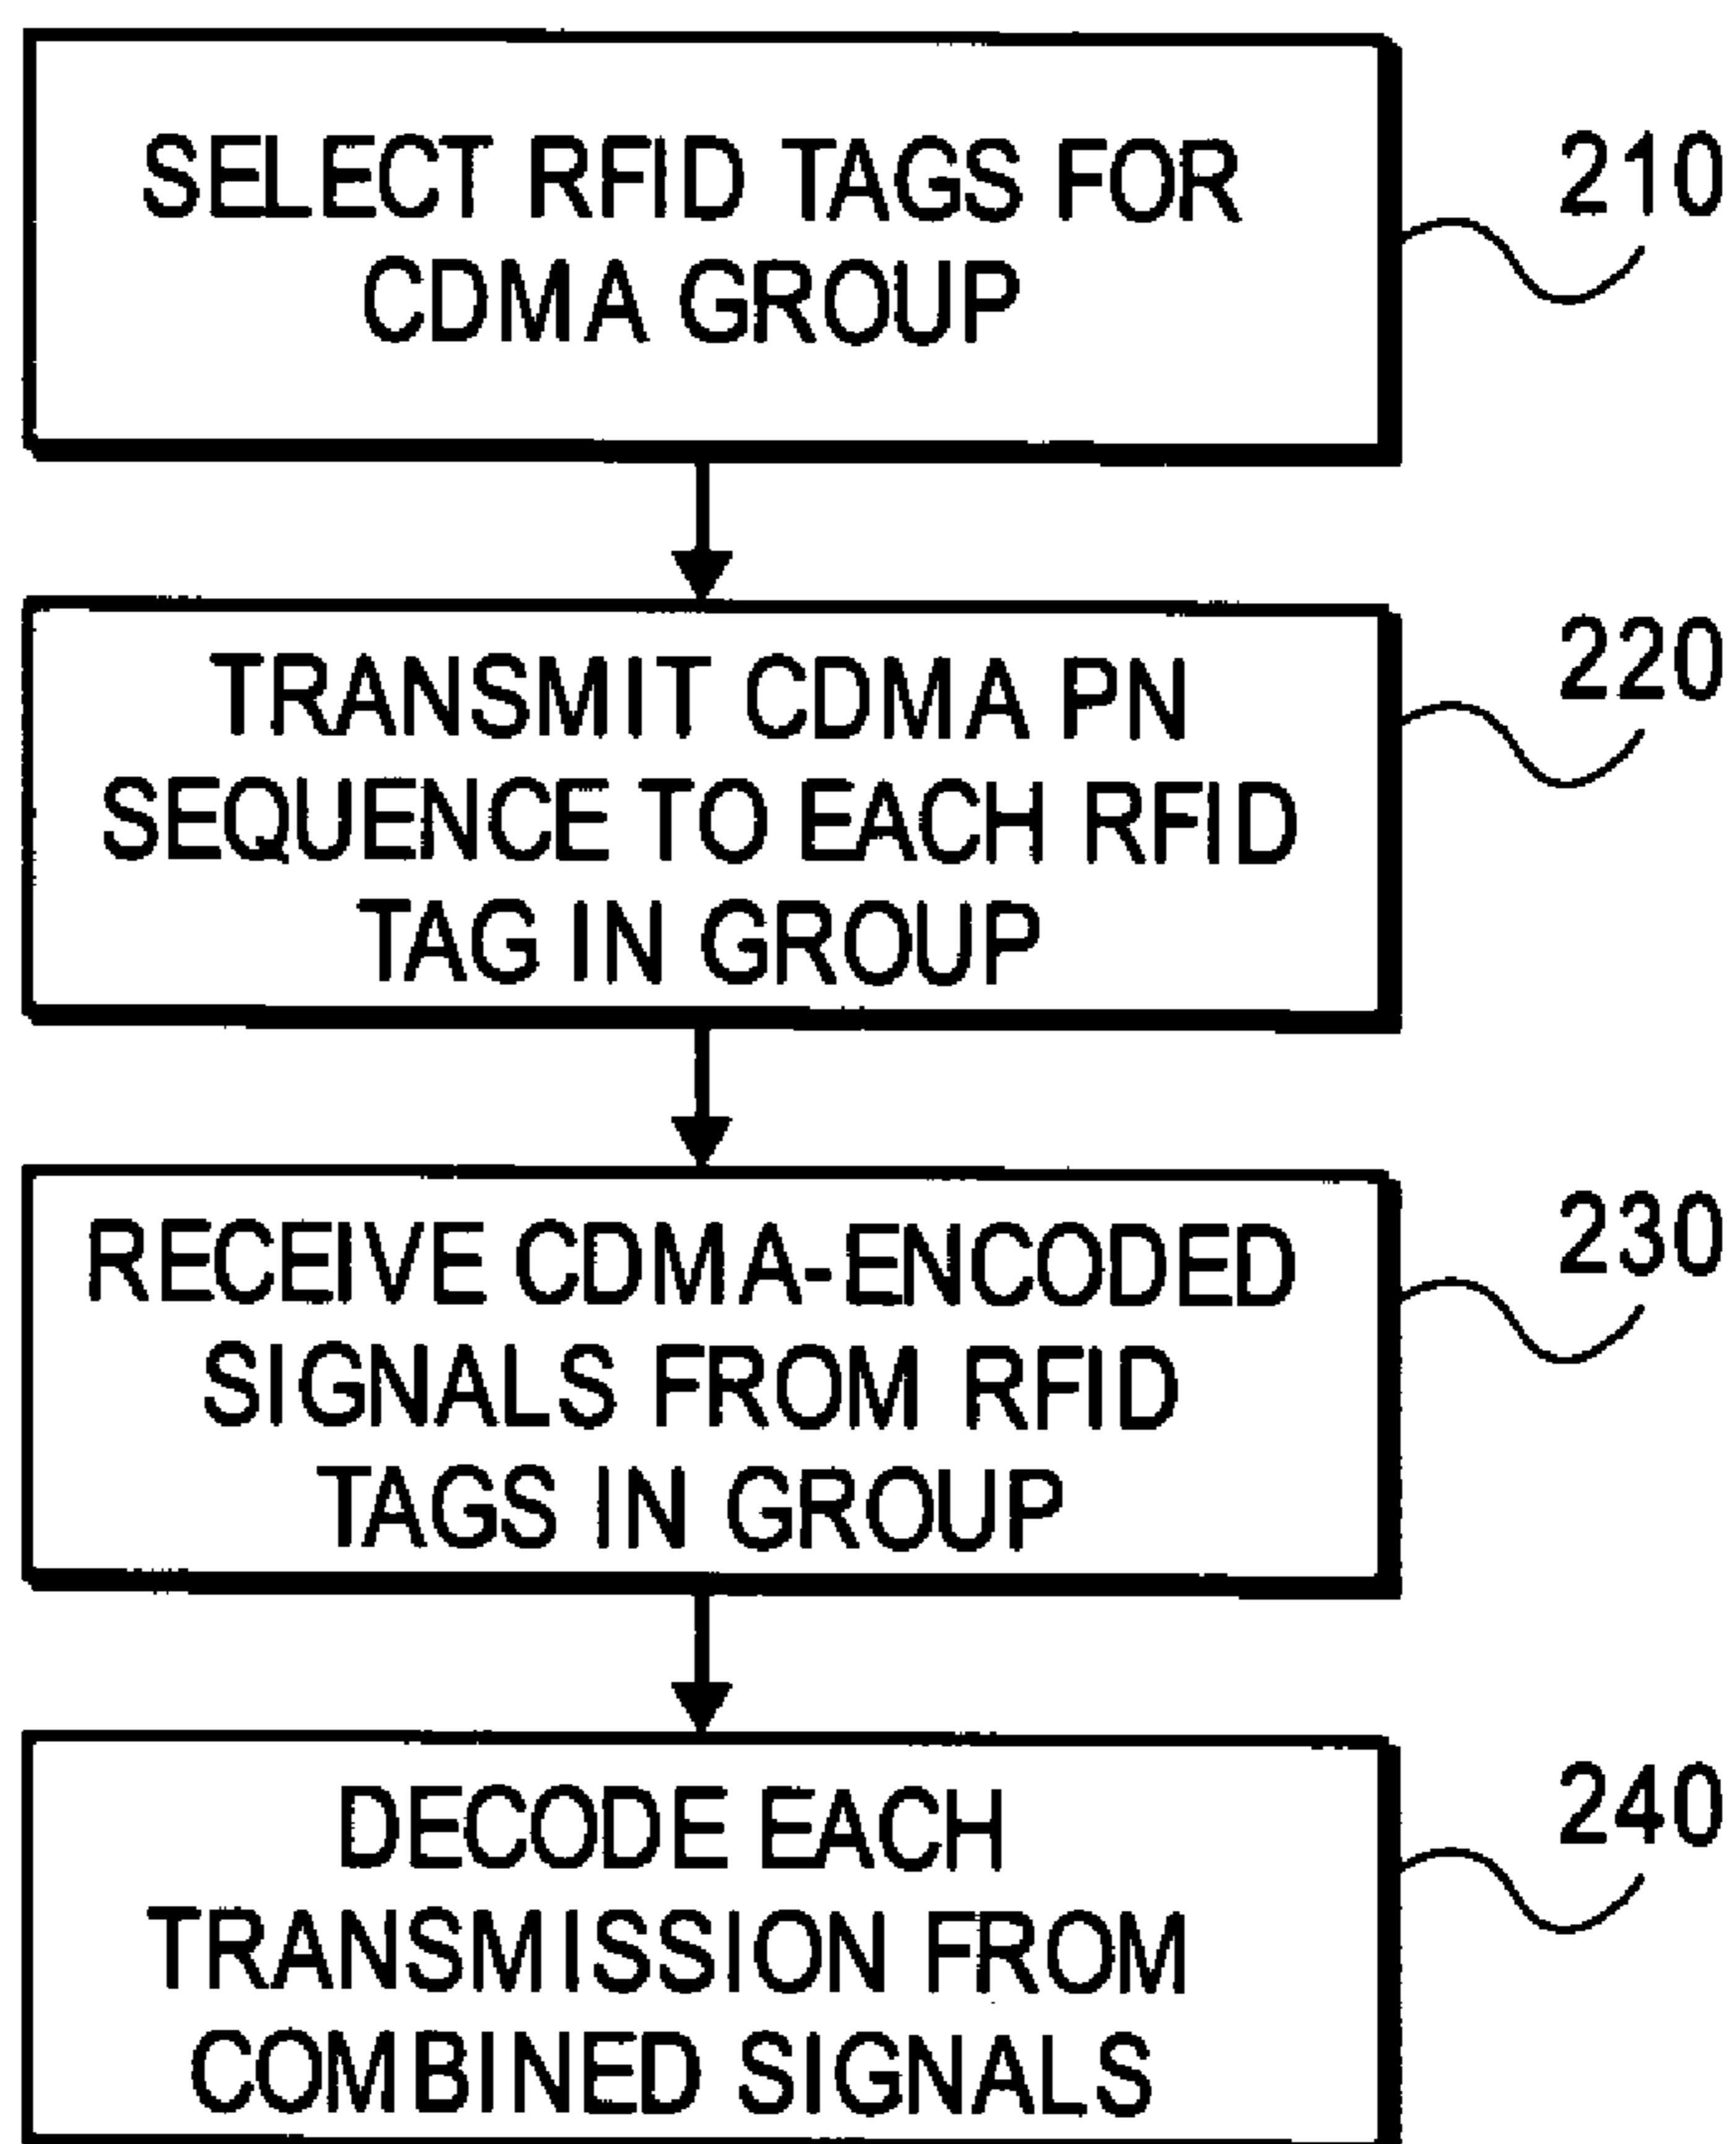 SELECT RFID TAGS FOR
CDMA GROUP
210
TRANSMIT CDMA PN
SEQUENCE TO EACH RFID
TAG IN GROUP
220
RECEIVE CDMA-ENCODED
SIGNALS FROM RFID
TAGS IN GROUP
230
DECODE EACH
TRANSMISSION FROM
COMBINED SIGNALS
240